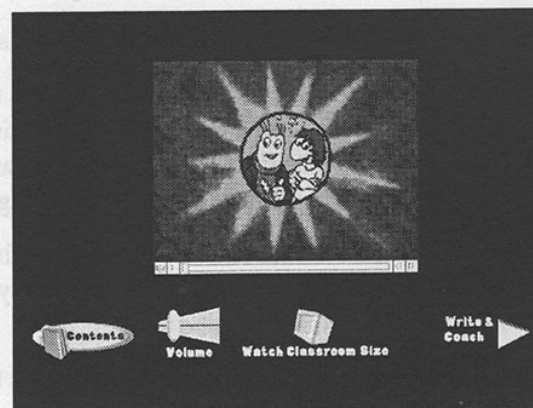 Contents
Volume
Watch Classroom Size
Write &
Coach